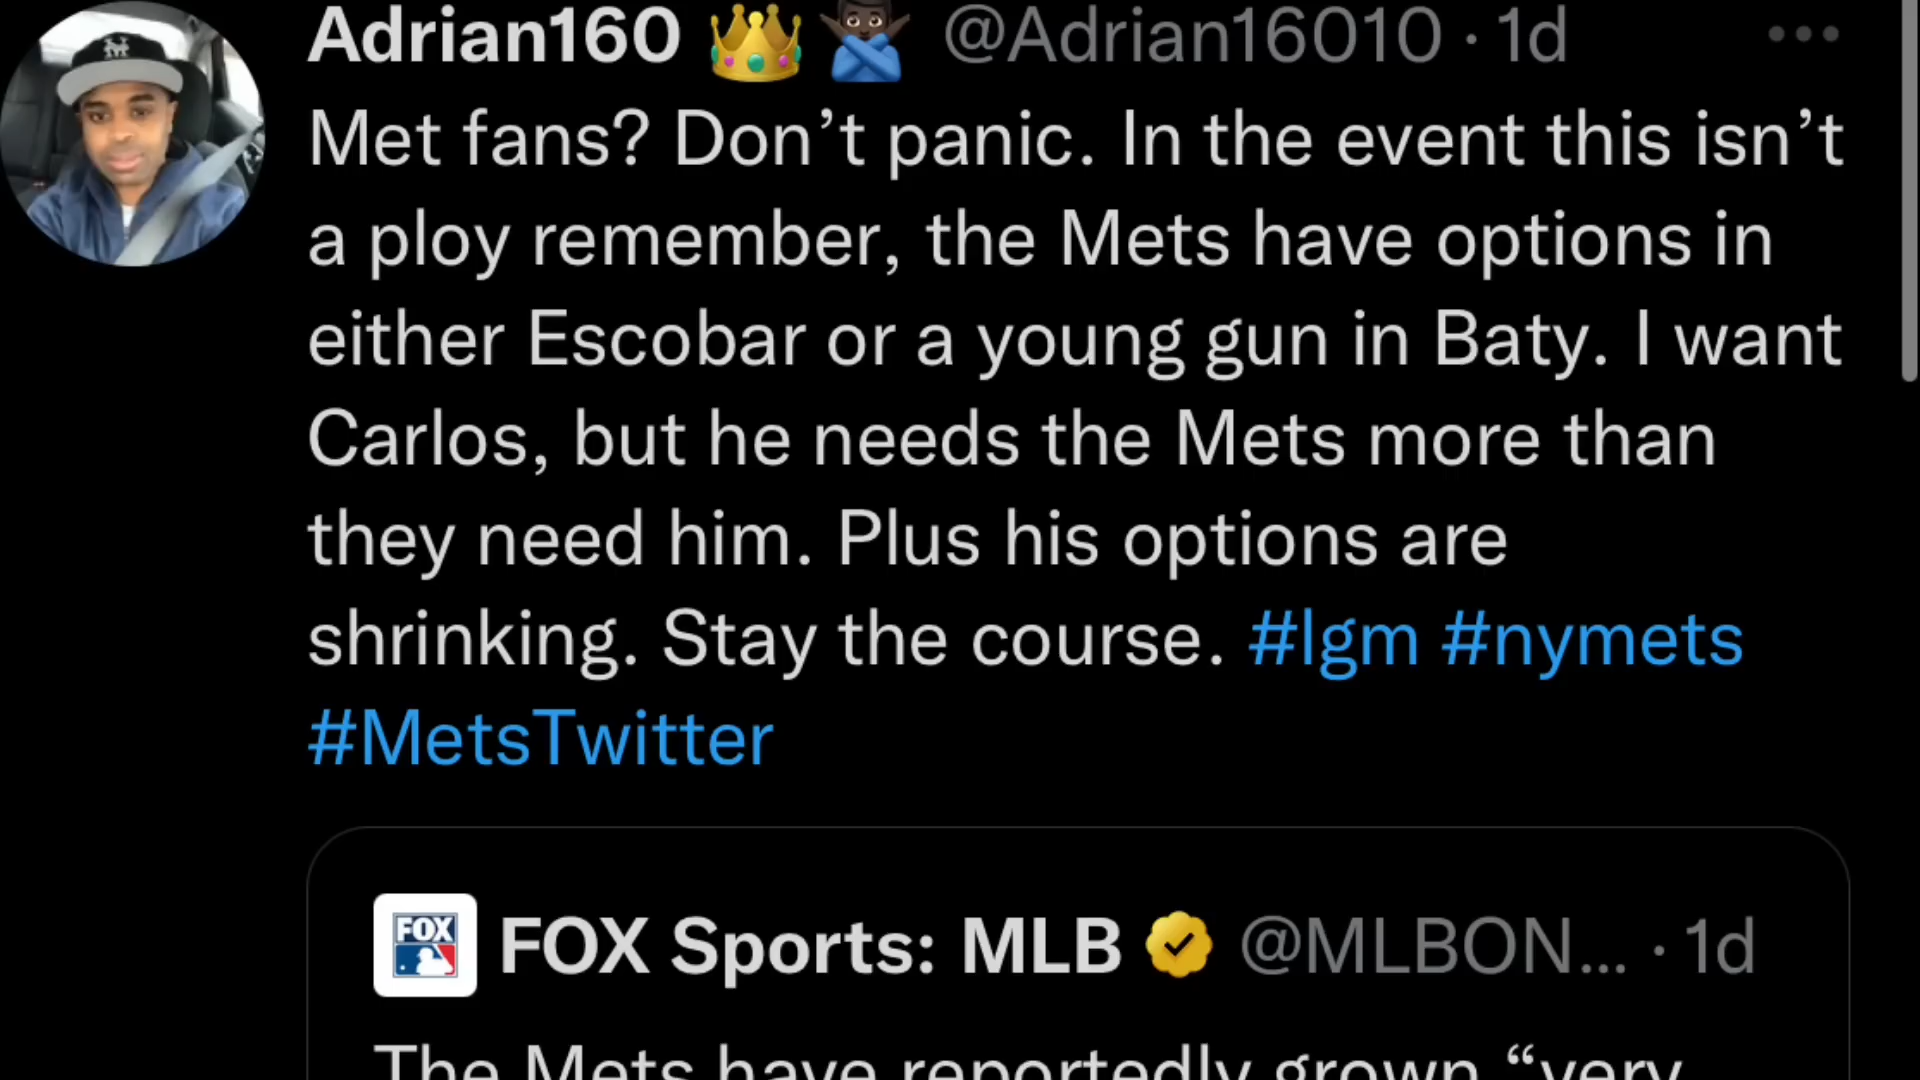 Adrian160 👑 🙅🏿‍♂️ @Adrian16010 · 1d
Met fans? Don’t panic. In the event this isn’t
a ploy remember, the Mets have options in
either Escobar or a young gun in Baty. I want
Carlos, but he needs the Mets more than
they need him. Plus his options are
shrinking. Stay the course. #lgm #nymets
#MetsTwitter
FOX
FOX Sports: MLB @MLBON... · 1d
The Mets have reportedly grown “very